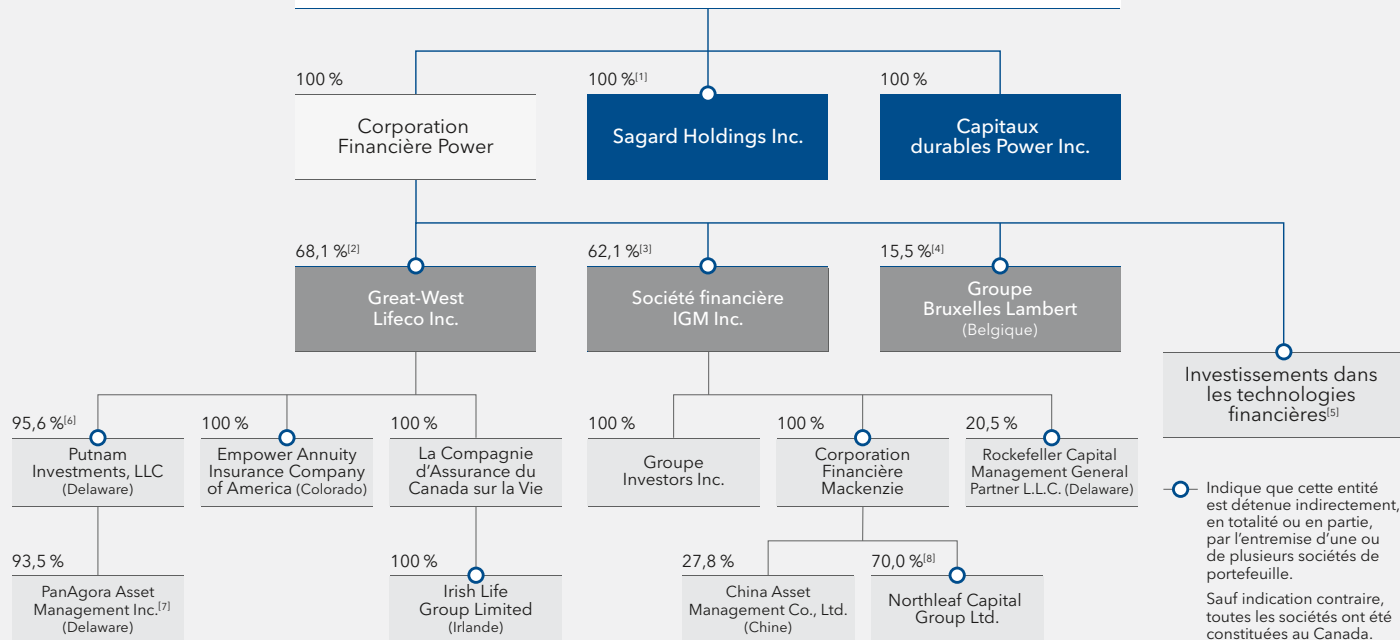 100 %
Corporation
Financière Power
100 %[1]
Sagard Holdings Inc.
100 %
Capitaux
durables Power Inc.
68,1 %[2]
Great-West
Lifeco Inc.
62,1 %[3]
Société financière
IGM Inc.
15,5 %[4]
Groupe
Bruxelles Lambert
(Belgique)
Investissements dans
les technologies
financières[5]
95,6 %[6]
Putnam
Investments, LLC
(Delaware)
100 %
Empower Annuity
Insurance Company
of America (Colorado)
100 %
La Compagnie
d'Assurance du
Canada sur la Vie
100 %
Groupe
Investors Inc.
100 %
Corporation
Financière
Mackenzie
20,5 %
Rockefeller Capital
Management General
Partner L.L.C. (Delaware)
93,5 %
PanAgora Asset
Management Inc.[7]
(Delaware)
100 %
Irish Life
Group Limited
(Irlande)
27,8 %
China Asset
Management Co., Ltd.
(Chine)
70,0 %[8]
Northleaf Capital
Group Ltd.
Indique que cette entité
est détenue indirectement,
en totalité ou en partie,
par l'entremise d'une ou
de plusieurs sociétés de
portefeuille.
Sauf indication contraire,
toutes les sociétés ont été
constituées au Canada.